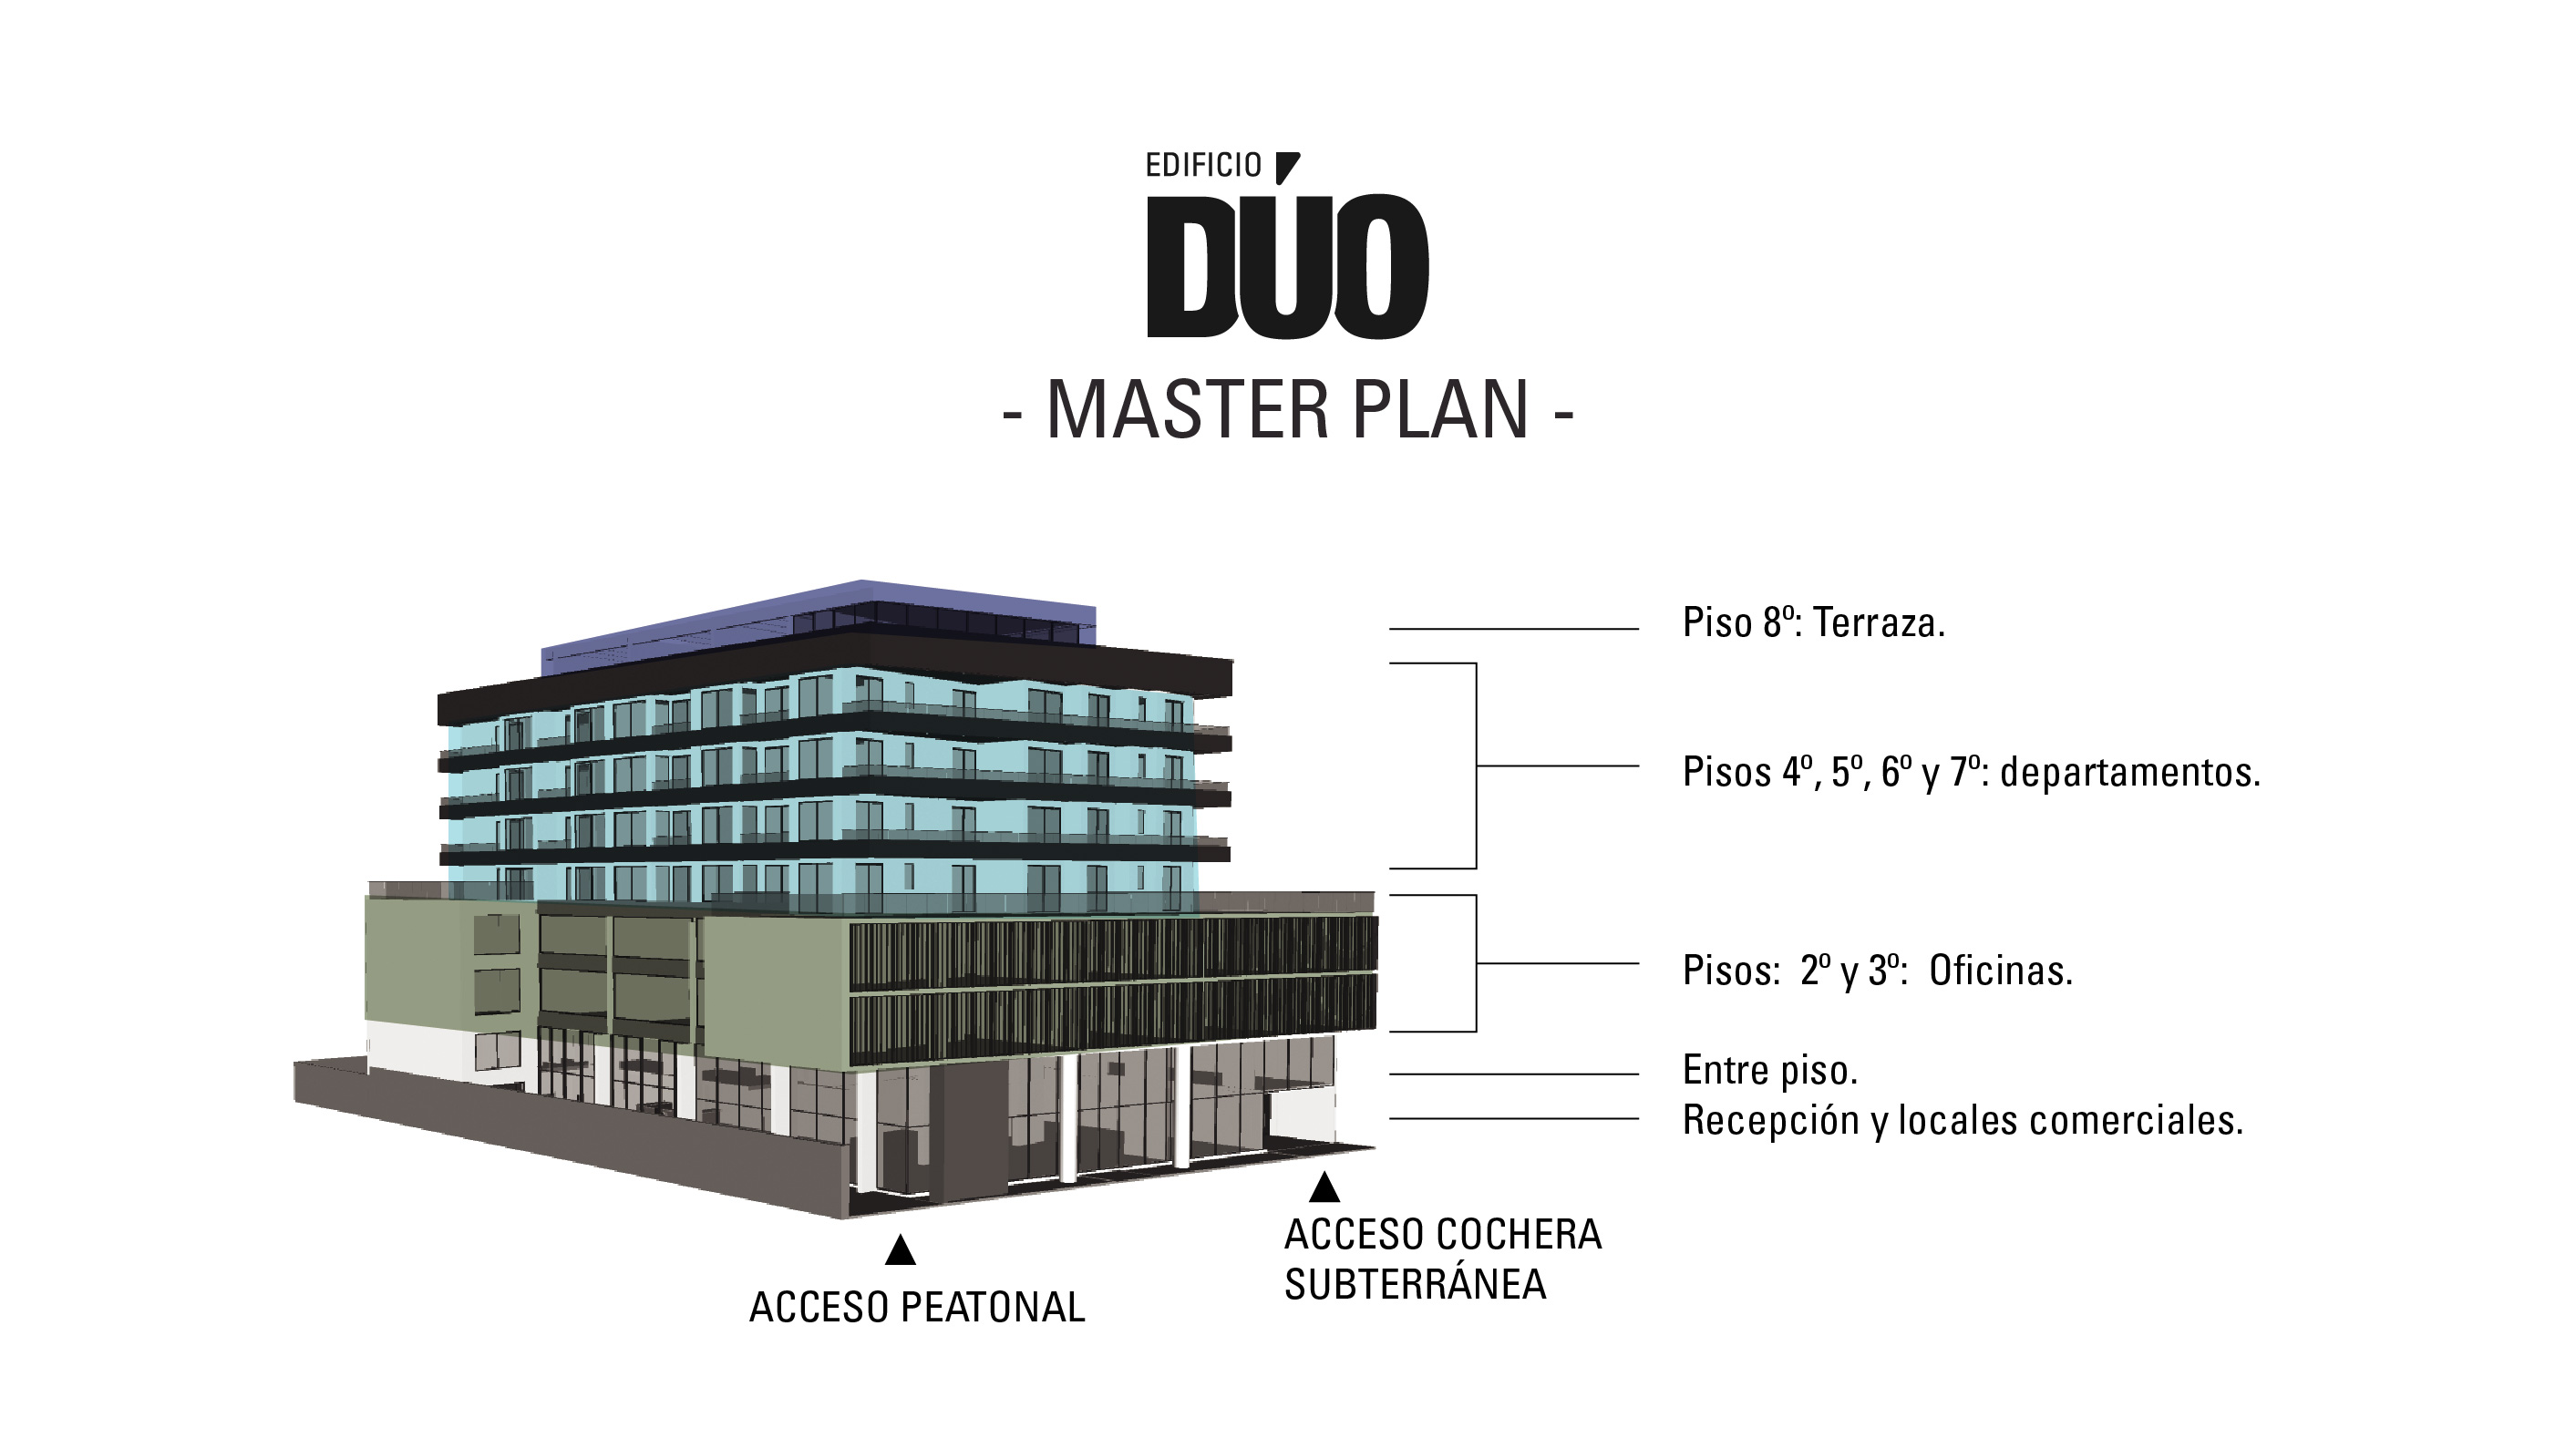 EDIFICIO
DÚO
- MASTER PLAN -
Piso 8º: Terraza.
Pisos 4º, 5º, 6º y 7º: departamentos.
Pisos:  2º y 3º:  Oficinas.
Entre piso.
Recepción y locales comerciales.
ACCESO COCHERA
SUBTERRÁNEA
ACCESO PEATONAL